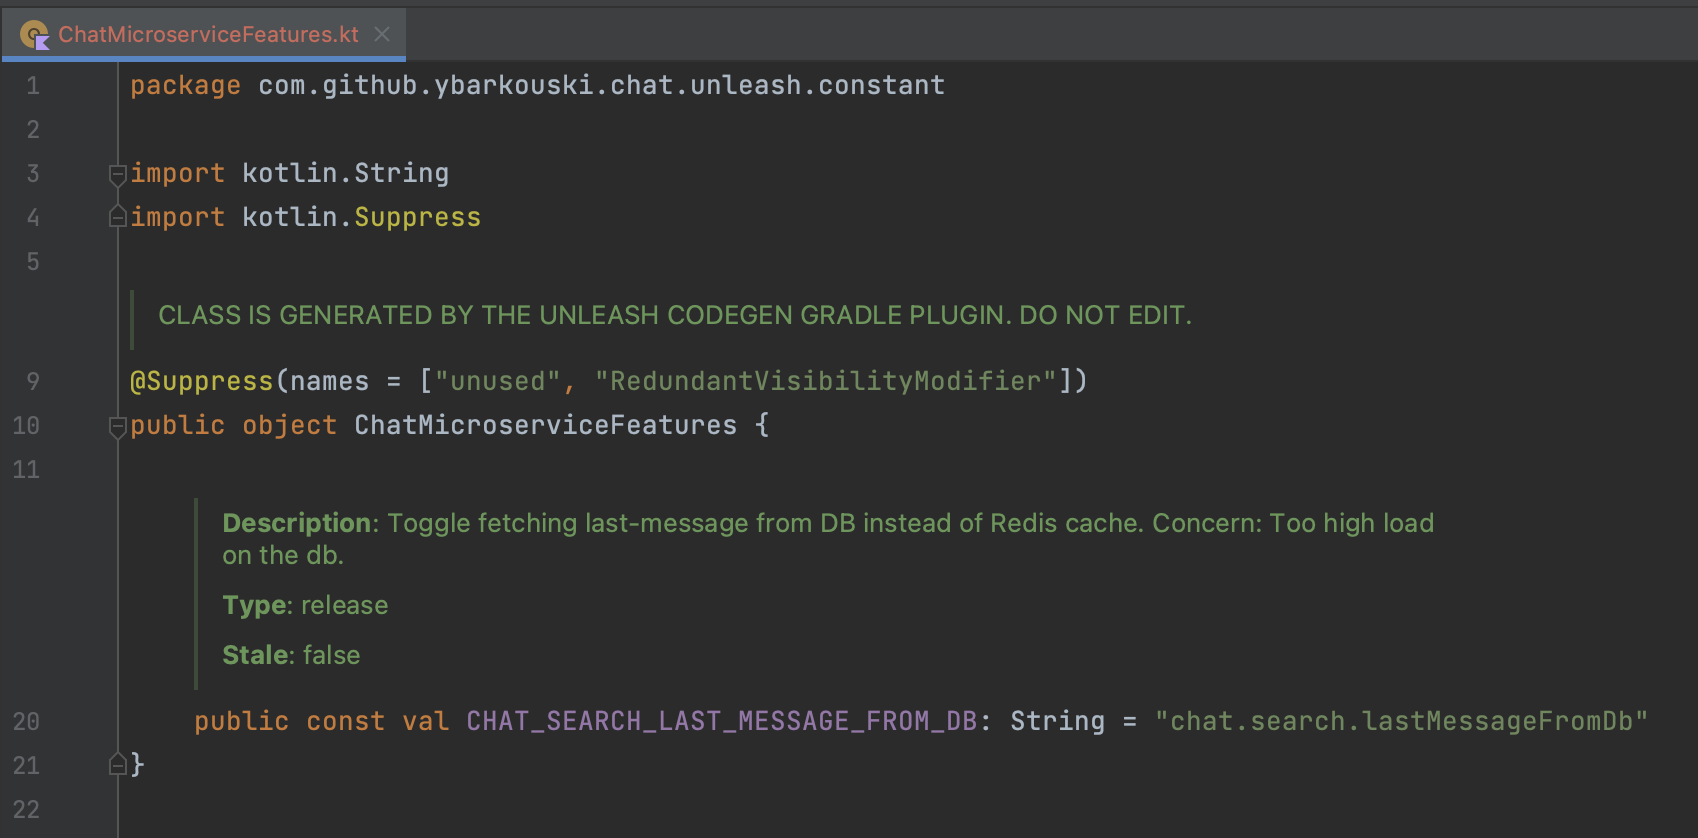 ChatMicroserviceFeatures.kt
1 package com.github.ybarkouski.chat.unleash.constant
2
3 import kotlin.String
4 import kotlin.Suppress
5
CLASS IS GENERATED BY THE UNLEASH CODEGEN GRADLE PLUGIN. DO NOT EDIT.
9 @Suppress(names = ["unused", "RedundantVisibilityModifier"])
10 public object ChatMicroserviceFeatures {
11
Description: Toggle fetching last-message from DB instead of Redis cache. Concern: Too high load
on the db.
Type: release
Stale: false
20 public const val CHAT_SEARCH_LAST_MESSAGE_FROM_DB: String = "chat.search.lastMessageFromDb"
21 }
22